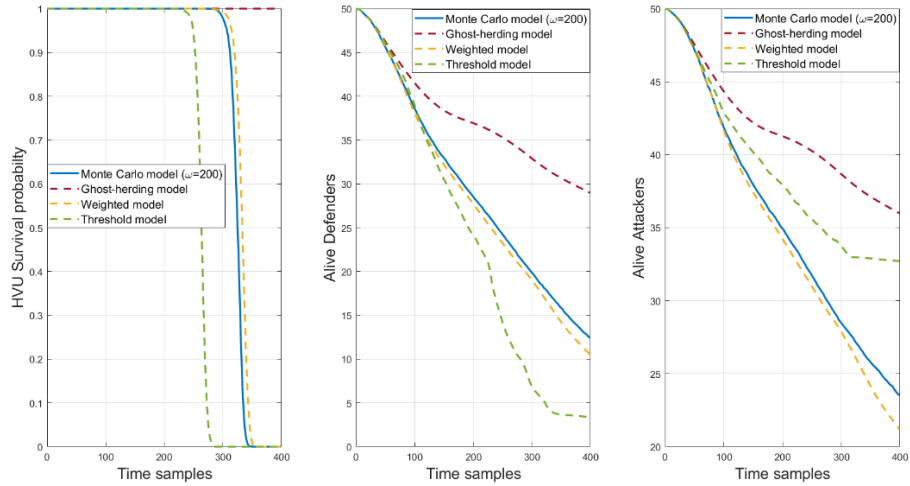 1
0.9
0.8
0.7
0.6
0.5
0.4
0.3
0.2
0.1
0
HVU Survival probability
Monte Carlo model (ω=200)
Ghost-herding model
Weighted model
Threshold model
0 100 200 300 400
Time samples
50
45
40
35
30
25
20
15
10
5
0
Alive Defenders
Monte Carlo model (ω=200)
Ghost-herding model
Weighted model
Threshold model
0 100 200 300 400
Time samples
50
45
40
35
30
25
20
Alive Attackers
Monte Carlo model (ω=200)
Ghost-herding model
Weighted model
Threshold model
0 100 200 300 400
Time samples